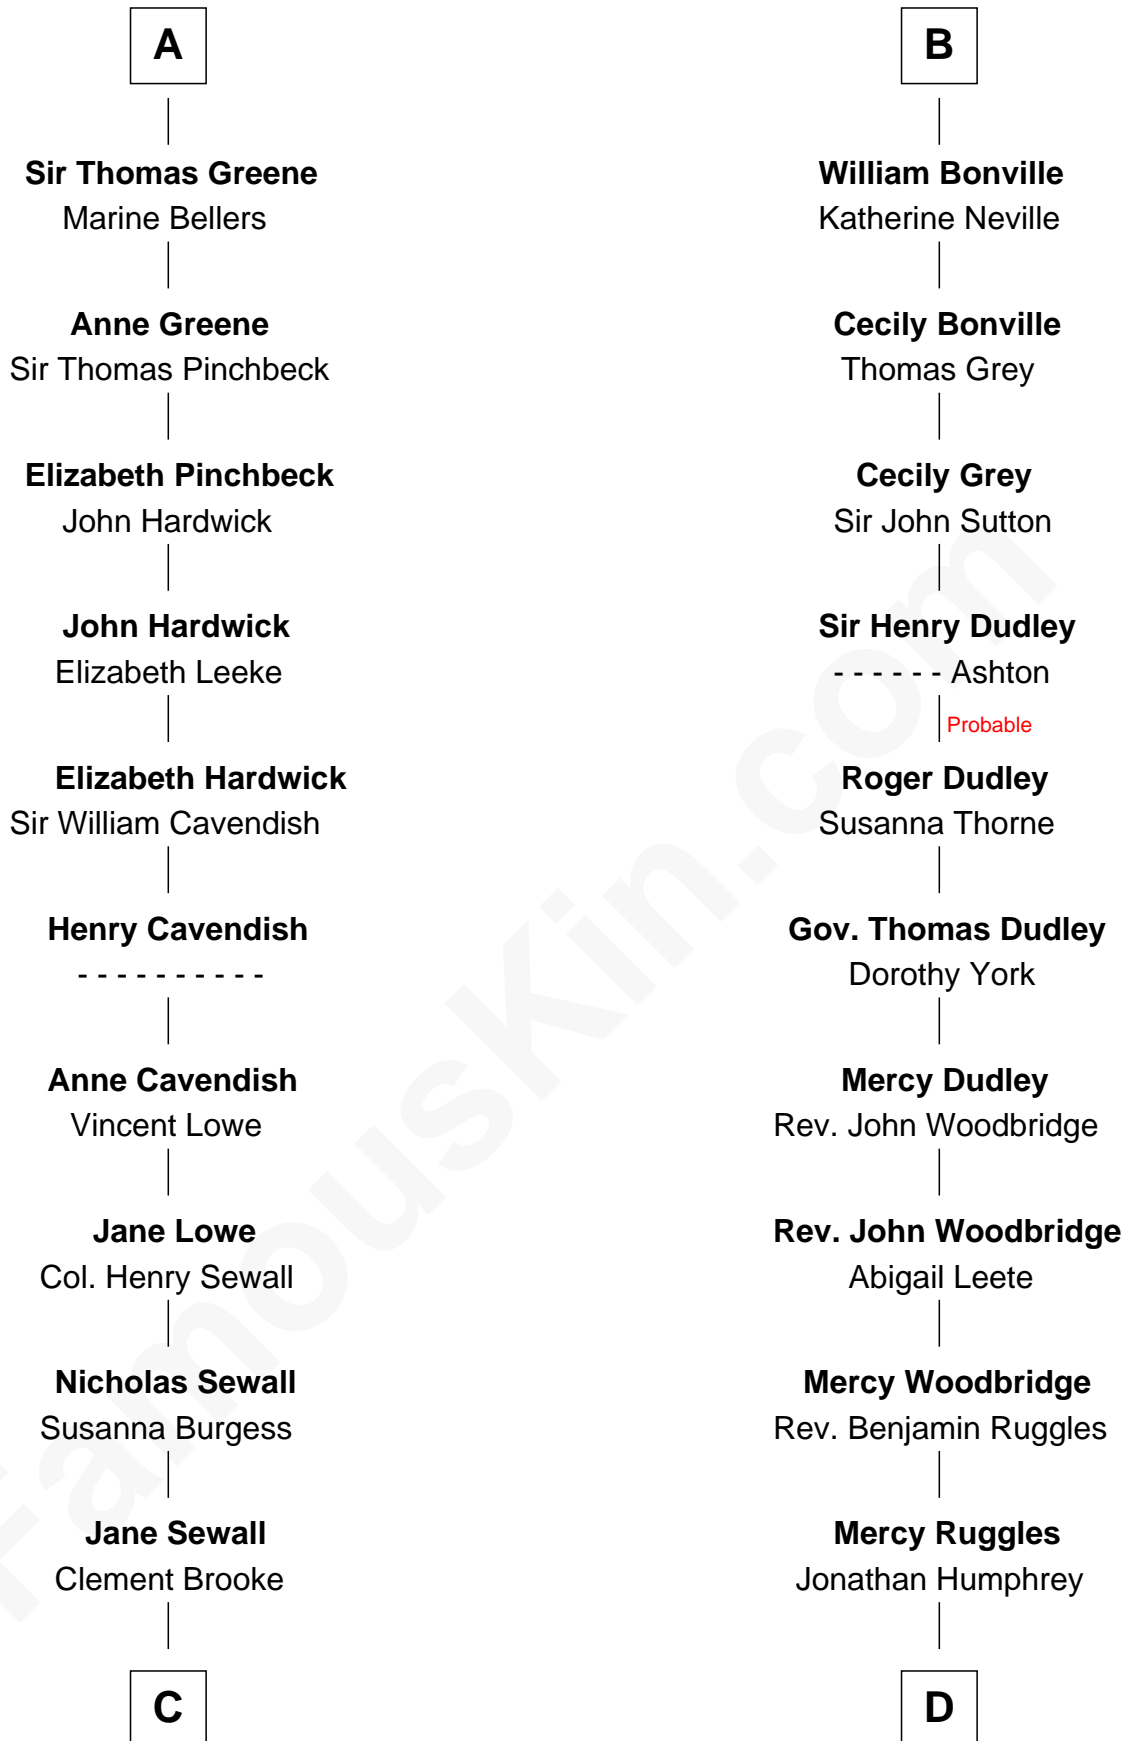 A
Sir Thomas Greene
Marine Bellers
Anne Greene
Sir Thomas Pinchbeck
Elizabeth Pinchbeck
John Hardwick
John Hardwick
Elizabeth Leeke
Elizabeth Hardwick
Sir William Cavendish
Henry Cavendish
- - - - - - - - - -
Anne Cavendish
Vincent Lowe
Jane Lowe
Col. Henry Sewall
Nicholas Sewall
Susanna Burgess
Jane Sewall
Clement Brooke
C
B
William Bonville
Katherine Neville
Cecily Bonville
Thomas Grey
Cecily Grey
Sir John Sutton
Sir Henry Dudley
- - - - - - Ashton
Probable
Roger Dudley
Susanna Thorne
Gov. Thomas Dudley
Dorothy York
Mercy Dudley
Rev. John Woodbridge
Rev. John Woodbridge
Abigail Leete
Mercy Woodbridge
Rev. Benjamin Ruggles
Mercy Ruggles
Jonathan Humphrey
D
FamousKin.com